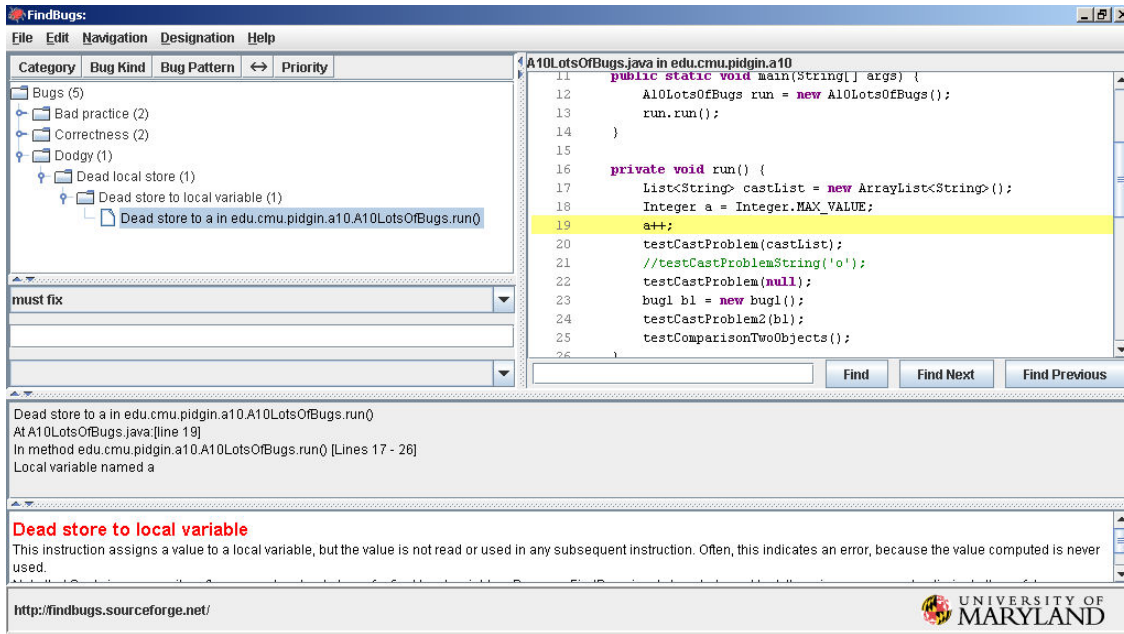 FindBugs:
File Edit Navigation Designation Help
Category Bug Kind Bug Pattern ↔ Priority
Bugs (5)
Bad practice (2)
Correctness (2)
Dodgy (1)
Dead local store (1)
Dead store to local variable (1)
Dead store to a in edu.cmu.pidgin.a10.A10LotsOfBugs.run()
must fix
A10LotsOfBugs.java in edu.cmu.pidgin.a10
11 public static void main(String[] args) {
12 A10LotsOfBugs run = new A10LotsOfBugs();
13 run.run();
14 }
15
16 private void run() {
17 List<String> castList = new ArrayList<String>();
18 Integer a = Integer.MAX_VALUE;
19 a++;
20 testCastProblem(castList);
21 //testCastProblemString('o');
22 testCastProblem(null);
23 bug1 b1 = new bug1();
24 testCastProblem2(b1);
25 testComparisonTwoObjects();
26 }
Find Find Next Find Previous
Dead store to a in edu.cmu.pidgin.a10.A10LotsOfBugs.run()
At A10LotsOfBugs.java:[line 19]
In method edu.cmu.pidgin.a10.A10LotsOfBugs.run() [Lines 17 - 26]
Local variable named a
Dead store to local variable
This instruction assigns a value to a local variable, but the value is not read or used in any subsequent instruction. Often, this indicates an error, because the value computed is never
used.
http://findbugs.sourceforge.net/
UNIVERSITY OF
MARYLAND